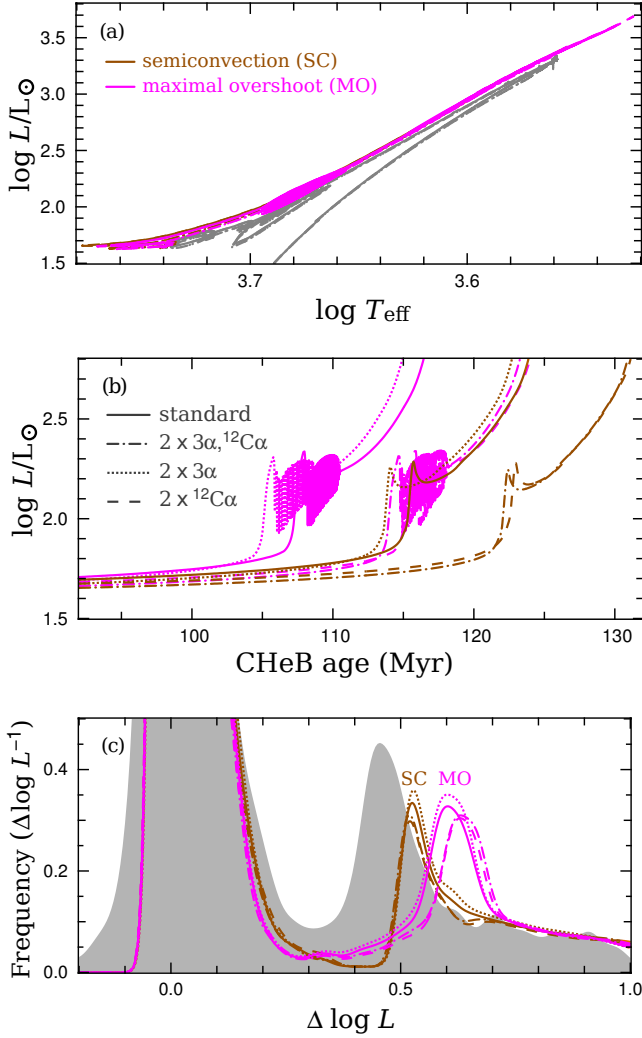 (a)
semiconvection (SC)
maximal overshoot (MO)
log L/L⊙
3.5
3.0
2.5
2.0
1.5
3.7
3.6
log T_eff
(b)
standard
2 x 3α,¹²Cα
2 x 3α
2 x ¹²Cα
log L/L⊙
2.5
2.0
1.5
100
110
120
130
CHeB age (Myr)
(c)
SC MO
Frequency (Δlog L⁻¹)
0.4
0.2
0.0
0.0
0.5
1.0
Δ log L